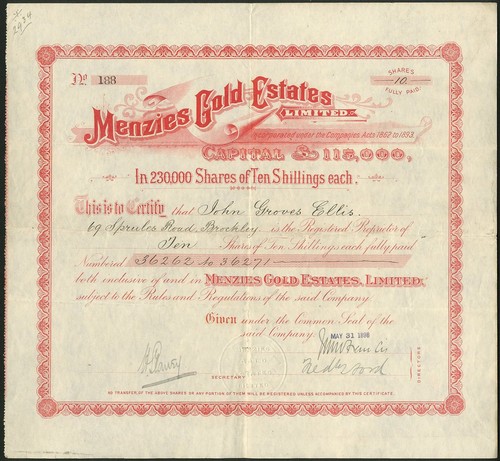 2924
No. 188
SHARES
10
FULLY PAID
Menzies Gold Estates
LIMITED.
Incorporated under the Companies Acts 1862 to 1893.
CAPITAL £115,000,
In 230,000 Shares of Ten Shillings each.
This is to Certify that John Groves Ellis
69 Sprules Road, Brockley is the Registered Proprietor of
Ten Shares of Ten Shillings each fully paid
Numbered 36262 to 36271
both inclusive of and in MENZIES GOLD ESTATES, LIMITED,
subject to the Rules and Regulations of the said Company.
Given under the Common Seal of the
said Company.
MAY 31 1898
DIRECTORS
SECRETARY
NO TRANSFER OF THE ABOVE SHARES OR ANY PORTION OF THEM WILL BE REGISTERED UNLESS ACCOMPANIED BY THIS CERTIFICATE.